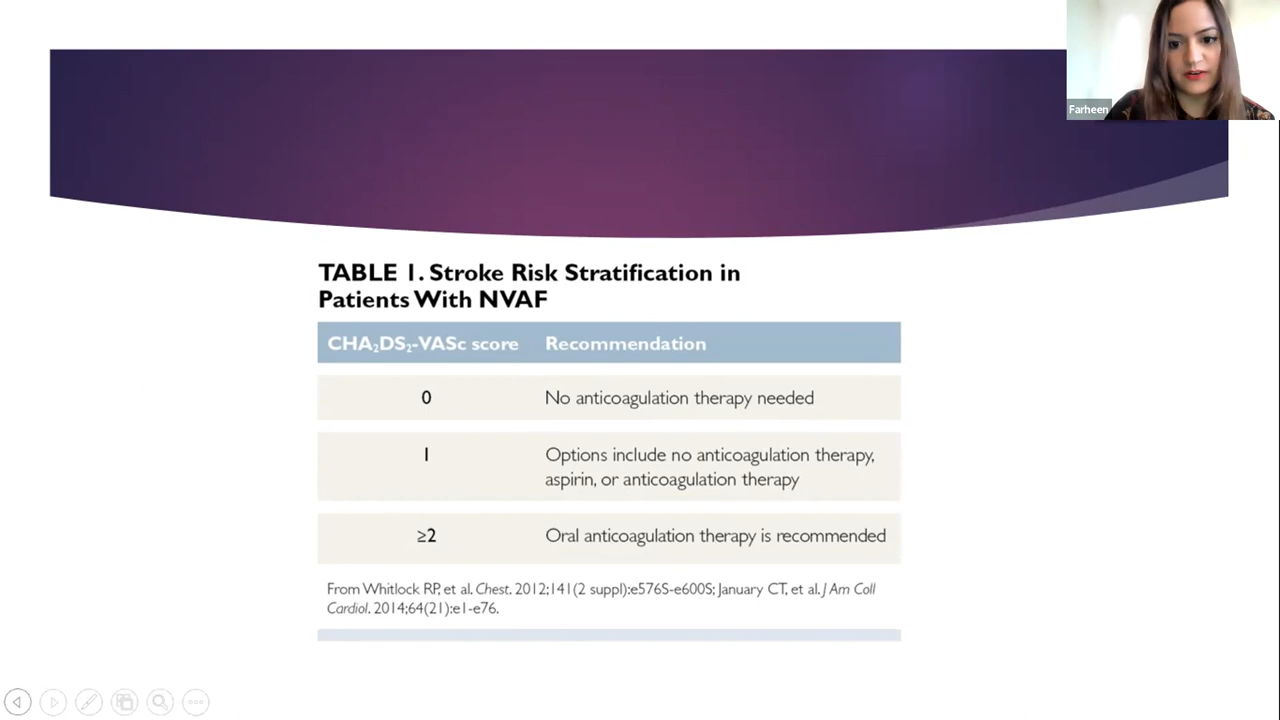 Farheen
TABLE 1. Stroke Risk Stratification in
Patients With NVAF
CHA₂DS₂-VASc score Recommendation
0 No anticoagulation therapy needed
1 Options include no anticoagulation therapy,
aspirin, or anticoagulation therapy
≥2 Oral anticoagulation therapy is recommended
From Whitlock RP, et al. Chest. 2012;141(2 suppl):e576S-e600S; January CT, et al. J Am Coll
Cardiol. 2014;64(21):e1-e76.